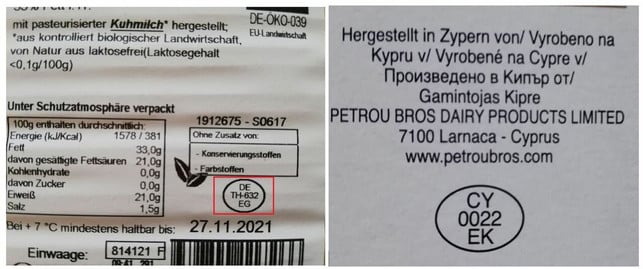 mit pasteurisierter Kuhmilch* hergestellt;
*aus kontrolliert biologischer Landwirtschaft,
von Natur aus laktosefrei(Laktosegehalt
<0,1g/100g)
DE-ÖKO-039
EU-Landwirtschaft
Unter Schutzatmosphäre verpackt
100g enthalten durchschnittlich:
Energie (kJ/Kcal) 1578 / 381
Fett 33,0g
davon gesättigte Fettsäuren 21,0g
Kohlenhydrate 0,0g
davon Zucker 0,0g
Eiweiß 21,0g
Salz 1,5g
1912675 - S0617
Ohne Zusatz von:
- Konservierungsstoffen
- Farbstoffen
DE
TH-632
EG
Bei + 7 °C mindestens haltbar bis: 27.11.2021
Einwaage: 814121 F
Hergestellt in Zypern von/ Vyrobeno na
Kypru v/ Vyrobené na Cypre v/
Произведено в Кипър от/
Gamintojas Kipre
PETROU BROS DAIRY PRODUCTS LIMITED
7100 Larnaca - Cyprus
www.petroubros.com
CY
0022
EK